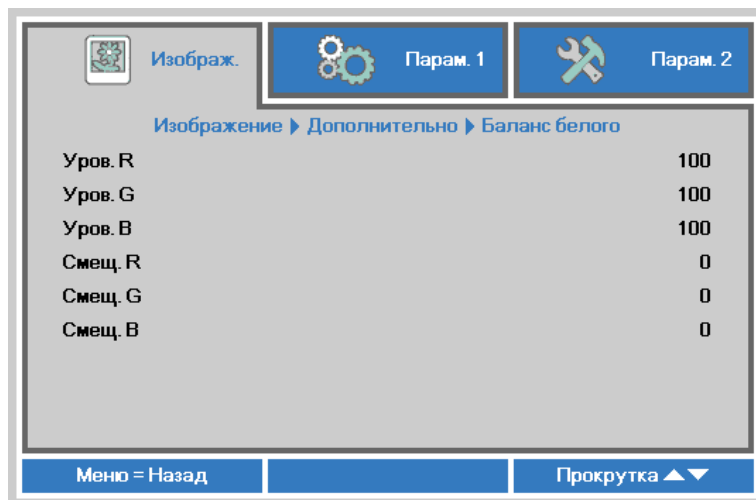 Изображ.
Парам. 1
Парам. 2
Изображение ▶ Дополнительно ▶ Баланс белого
Уров. R 100
Уров. G 100
Уров. B 100
Смещ. R 0
Смещ. G 0
Смещ. B 0
Меню = Назад
Прокрутка ▲▼